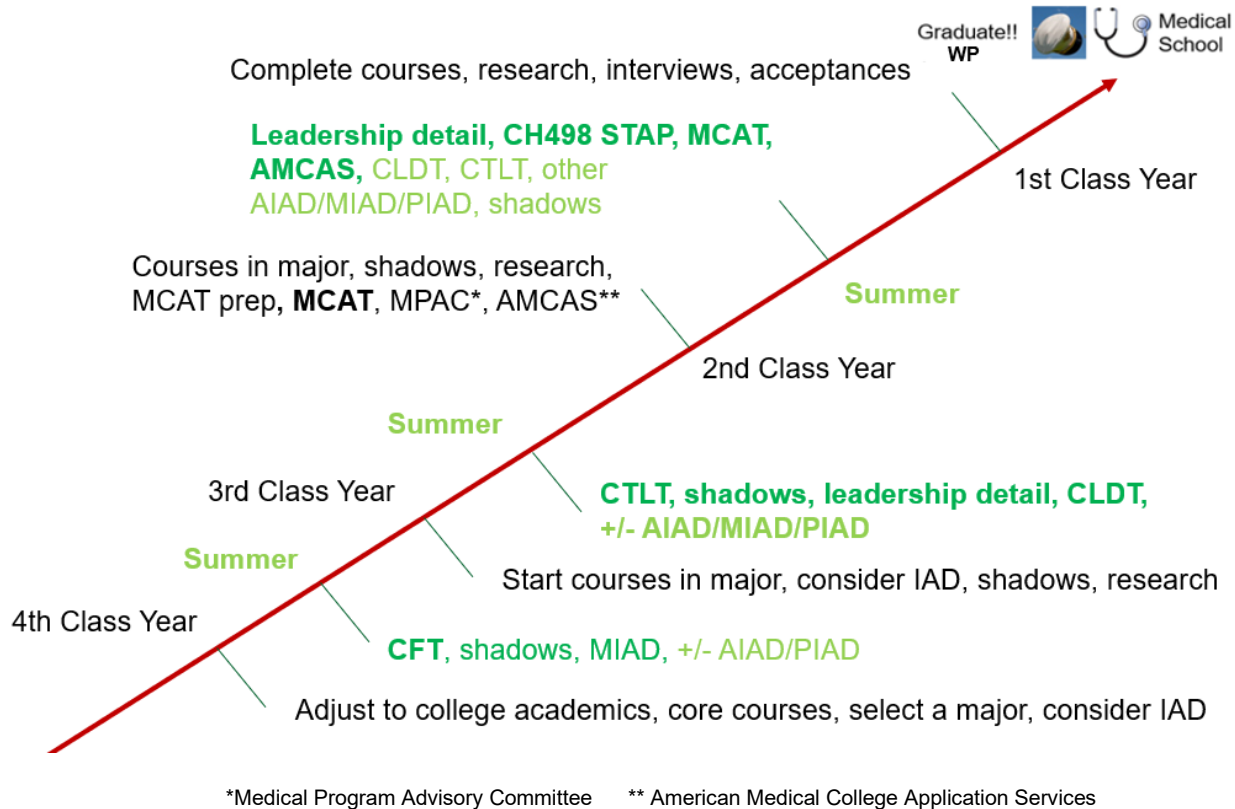 Graduate!!
WP
Medical
School
Complete courses, research, interviews, acceptances
Leadership detail, CH498 STAP, MCAT,
AMCAS, CLDT, CTLT, other
AIAD/MIAD/PIAD, shadows
1st Class Year
Courses in major, shadows, research,
MCAT prep, MCAT, MPAC*, AMCAS**
Summer
2nd Class Year
Summer
3rd Class Year
CTLT, shadows, leadership detail, CLDT,
+/- AIAD/MIAD/PIAD
Summer
Start courses in major, consider IAD, shadows, research
4th Class Year
CFT, shadows, MIAD, +/- AIAD/PIAD
Adjust to college academics, core courses, select a major, consider IAD
*Medical Program Advisory Committee ** American Medical College Application Services